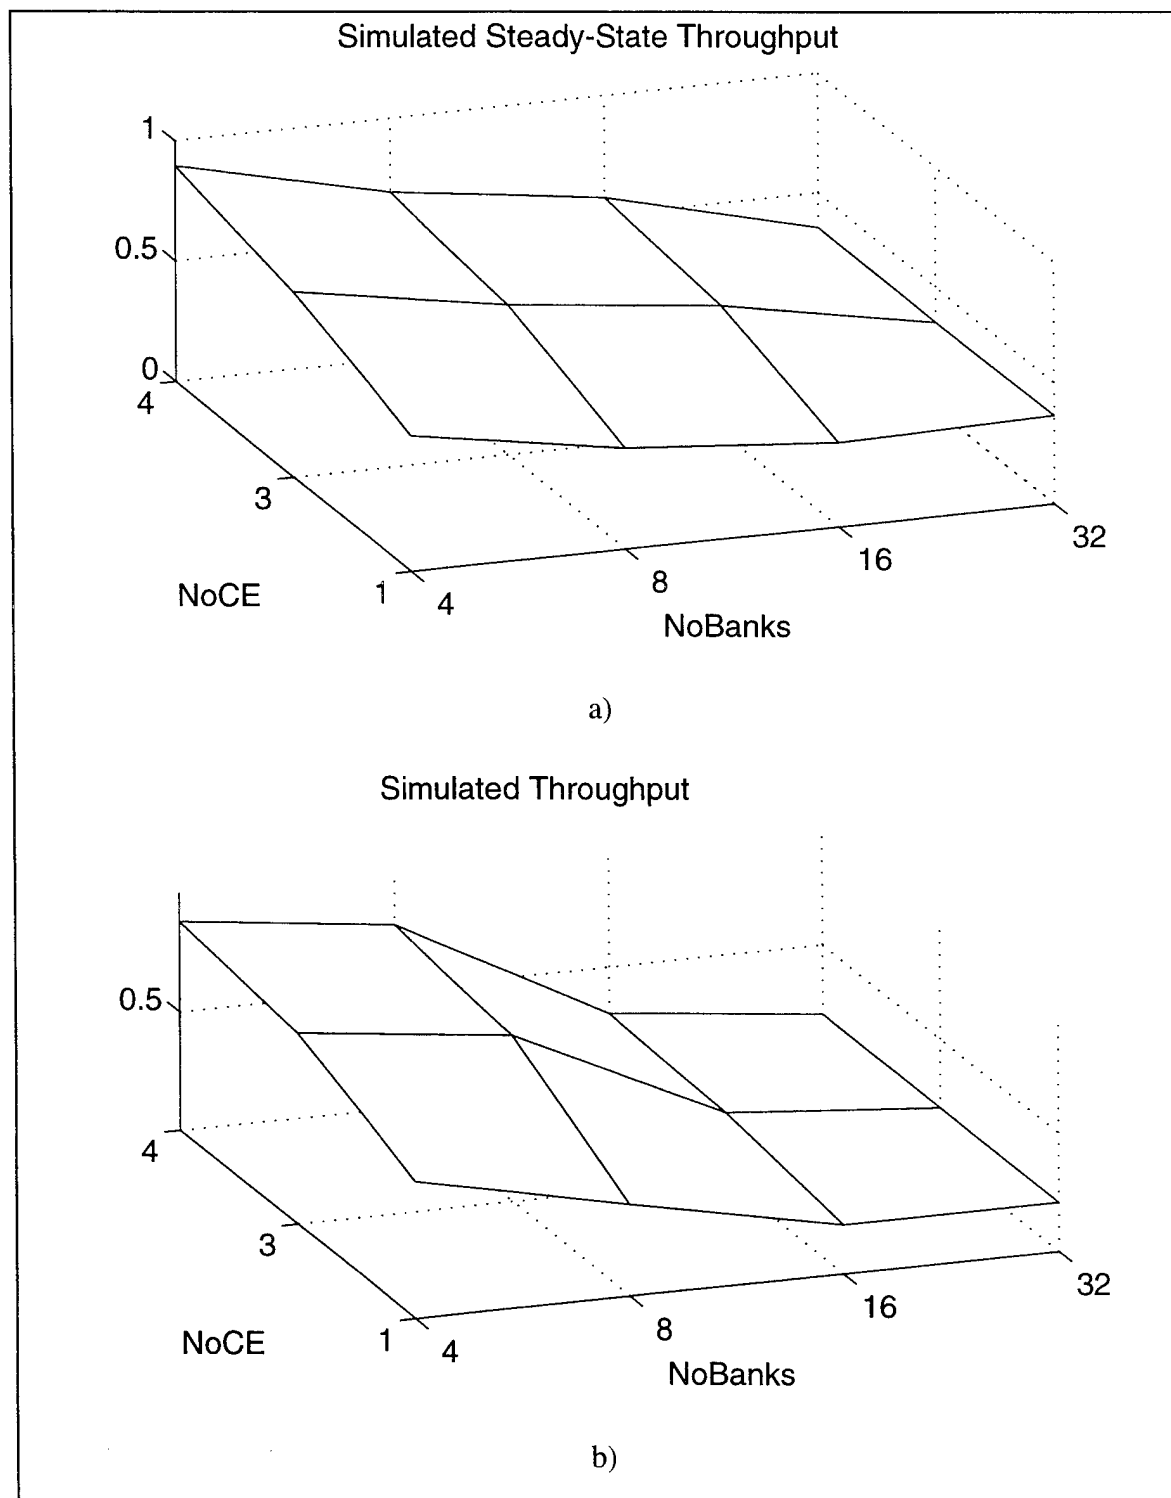 Simulated Steady-State Throughput
1
0.5
0
4
3
1
NoCE
4
8
16
32
NoBanks
a)
Simulated Throughput
0.5
4
3
1
NoCE
4
8
16
32
NoBanks
b)